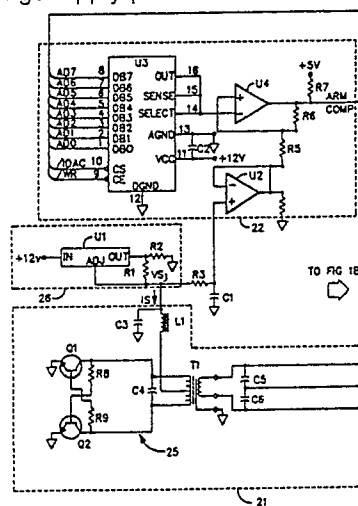 U3
AD7 8 DB7 OUT 16
AD6 7 DB6
AD5 6 DB5 SENSE 15
AD4 5 DB4
AD3 4 DB3 SELECT 14
AD2 3 DB2
AD1 2 DB1 AGND 13
AD0 1 DB0
C2
/DAC 10 CS VCC 11 +12V
/WR 9 CE
DGND
12
U4
+5V
R7
ARM
COMP
R6
R5
U2
22
U1
+12v IN OUT R2
ADJ R1
VSJ
R3
26
IS
C1
TO FIG 1B
C3
L1
Q1
R8
C4
T1
C5
R9
C6
Q2
25
21